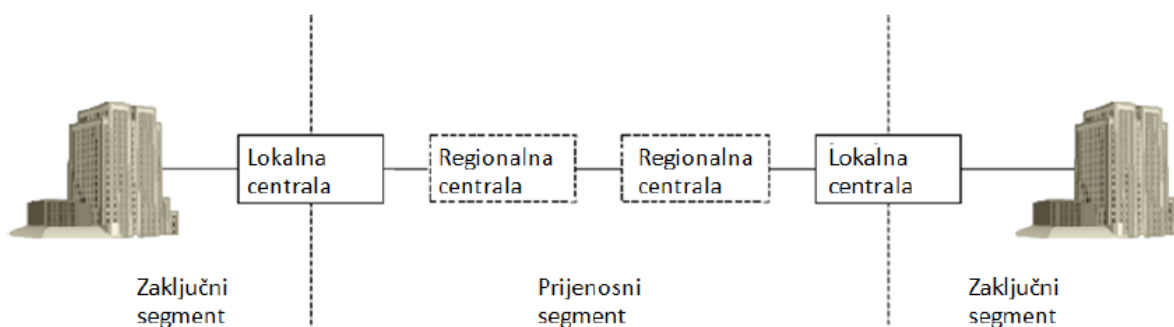 Lokalna
centrala
Regionalna
centrala
Regionalna
centrala
Lokalna
centrala
Zaključni
segment
Prijenosni
segment
Zaključni
segment